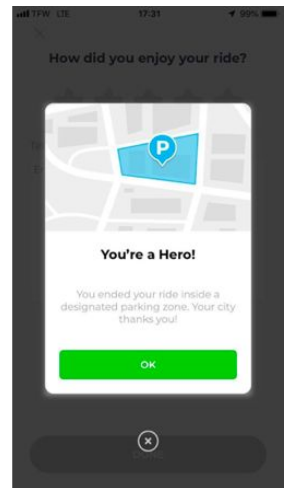 TFW LTE 17:31 99%
How did you enjoy your ride?
P
You're a Hero!
You ended your ride inside a
designated parking zone. Your city
thanks you!
OK